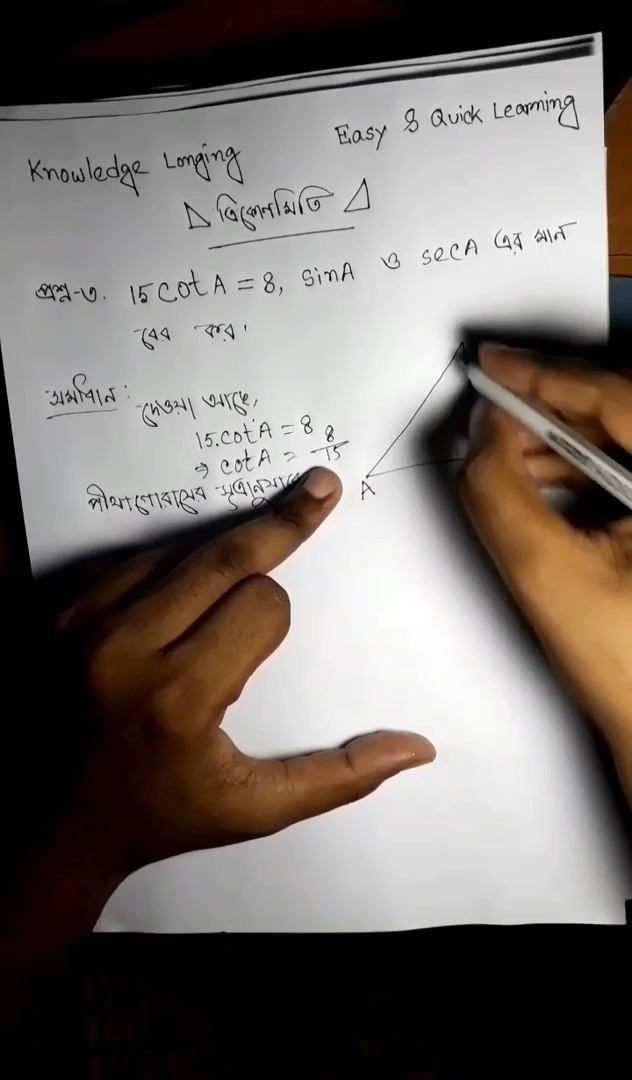 Knowledge Longing
Easy & Quick Learning
ত্রিকোনমিতি
প্রশ্ন-৩. 15 cot A = 8, sinA ও secA এর মান
বের কর।
সমাধান:
দেওয়া আছে,
15.cotA = 8
⇒ cotA = 8/15
পীথাগোরাসের
A